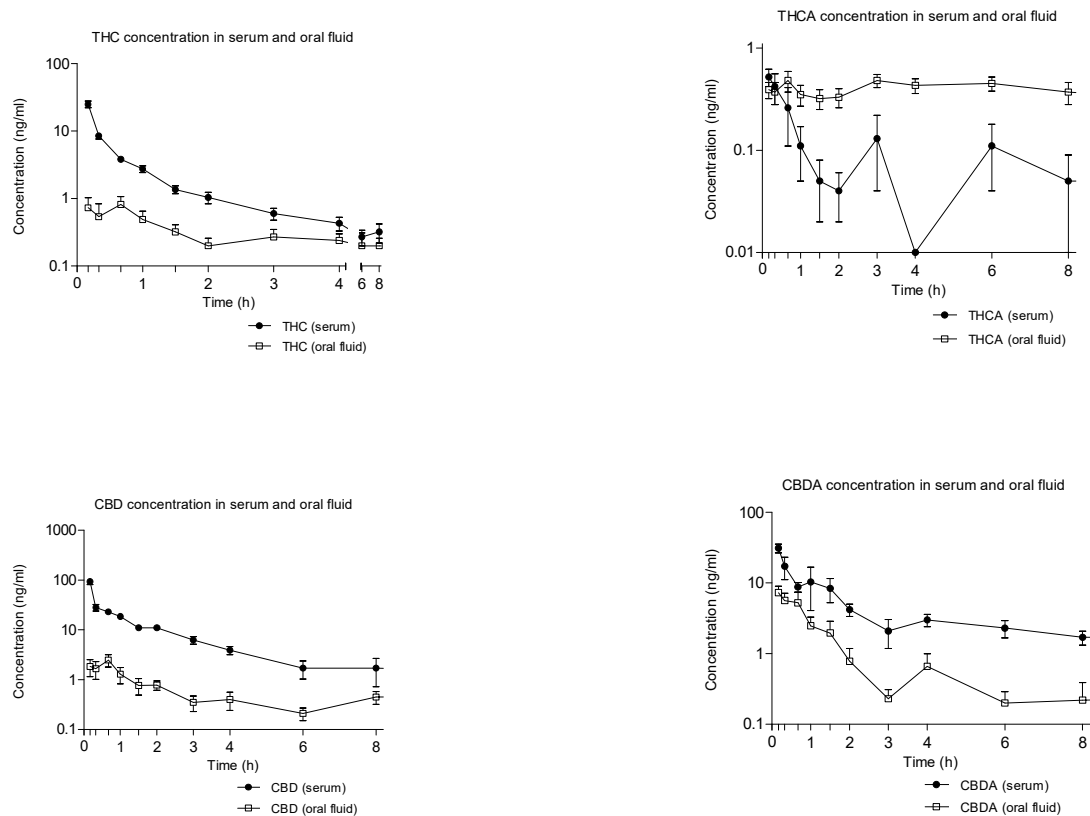 THC concentration in serum and oral fluid
Concentration (ng/ml)
100
10
1
0.1
0 1 2 3 4 6 8
Time (h)
THC (serum)
THC (oral fluid)
THCA concentration in serum and oral fluid
Concentration (ng/ml)
1
0.1
0.01
0 1 2 3 4 6 8
Time (h)
THCA (serum)
THCA (oral fluid)
CBD concentration in serum and oral fluid
Concentration (ng/ml)
1000
100
10
1
0.1
0 1 2 3 4 6 8
Time (h)
CBD (serum)
CBD (oral fluid)
CBDA concentration in serum and oral fluid
Concentration (ng/ml)
100
10
1
0.1
0 1 2 3 4 6 8
Time (h)
CBDA (serum)
CBDA (oral fluid)